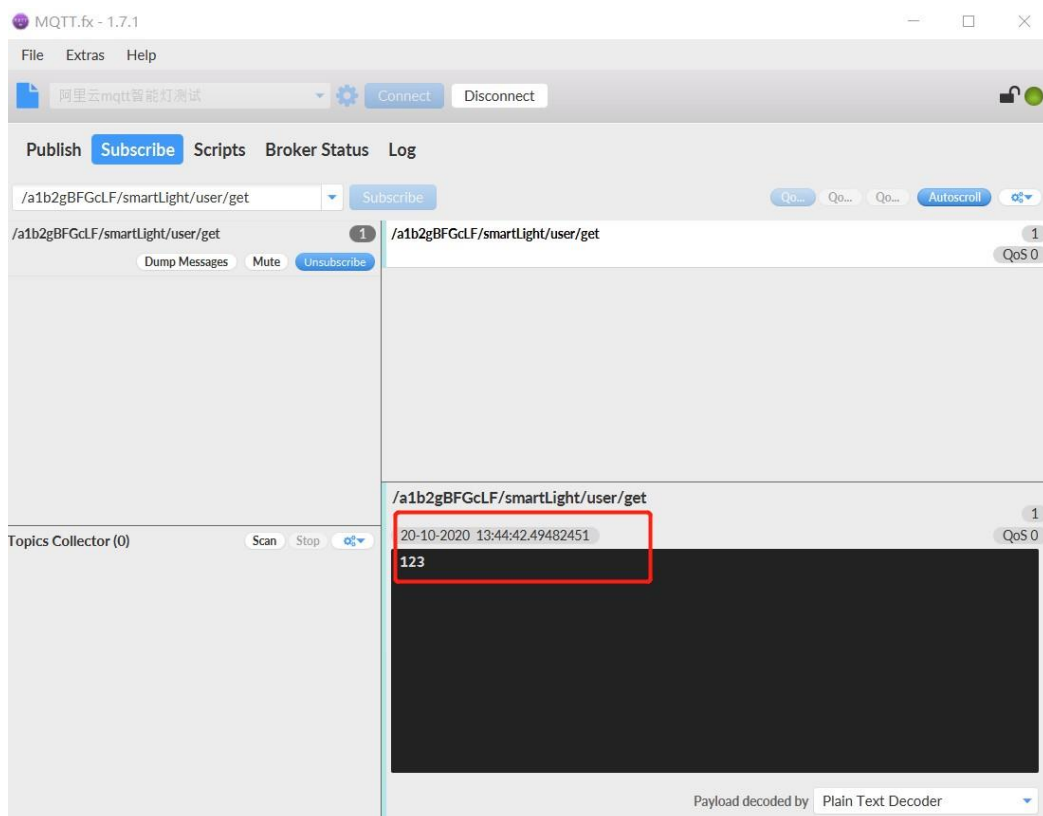 MQTT.fx - 1.7.1
File Extras Help
阿里云mqtt智能灯测试 Connect Disconnect
Publish Subscribe Scripts Broker Status Log
/a1b2gBFGcLF/smartLight/user/get Subscribe Qo... Qo... Qo... Autoscroll
/a1b2gBFGcLF/smartLight/user/get 1
Dump Messages Mute Unsubscribe
/a1b2gBFGcLF/smartLight/user/get 1
QoS 0
/a1b2gBFGcLF/smartLight/user/get
1
20-10-2020 13:44:42.49482451 QoS 0
123
Topics Collector (0) Scan Stop
Payload decoded by Plain Text Decoder